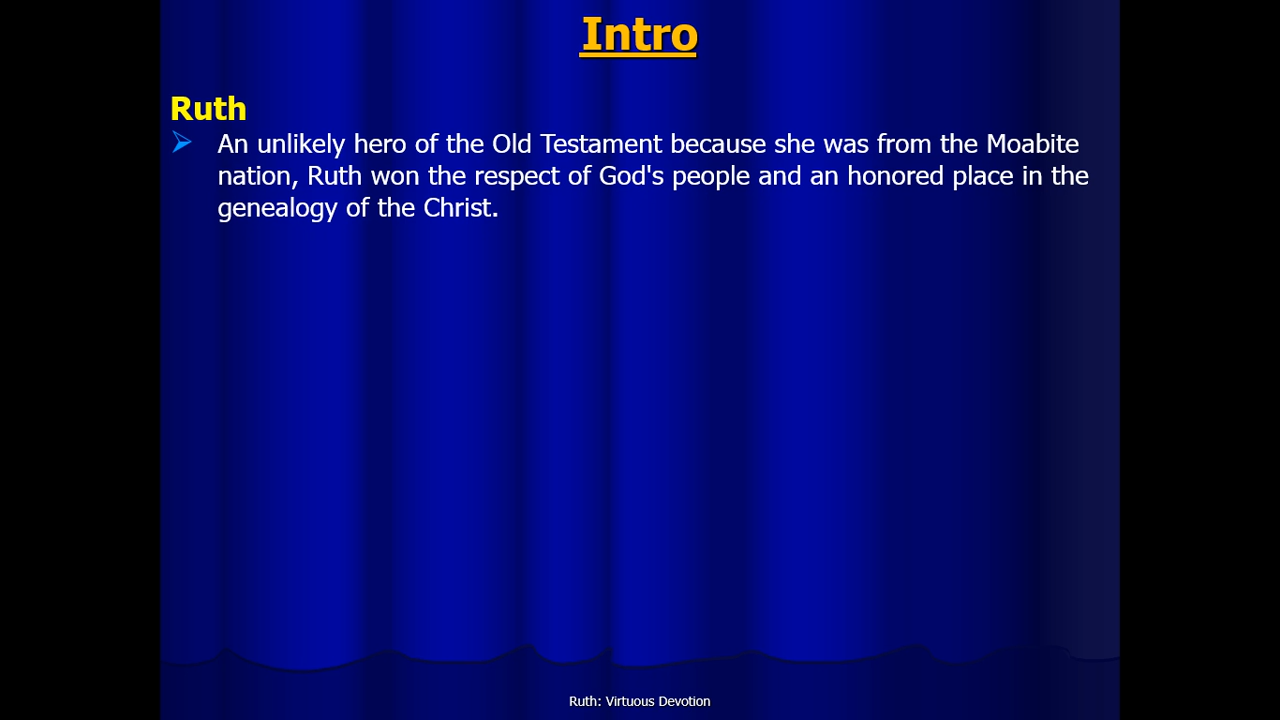 Intro
Ruth
An unlikely hero of the Old Testament because she was from the Moabite
nation, Ruth won the respect of God's people and an honored place in the
genealogy of the Christ.
Ruth: Virtuous Devotion